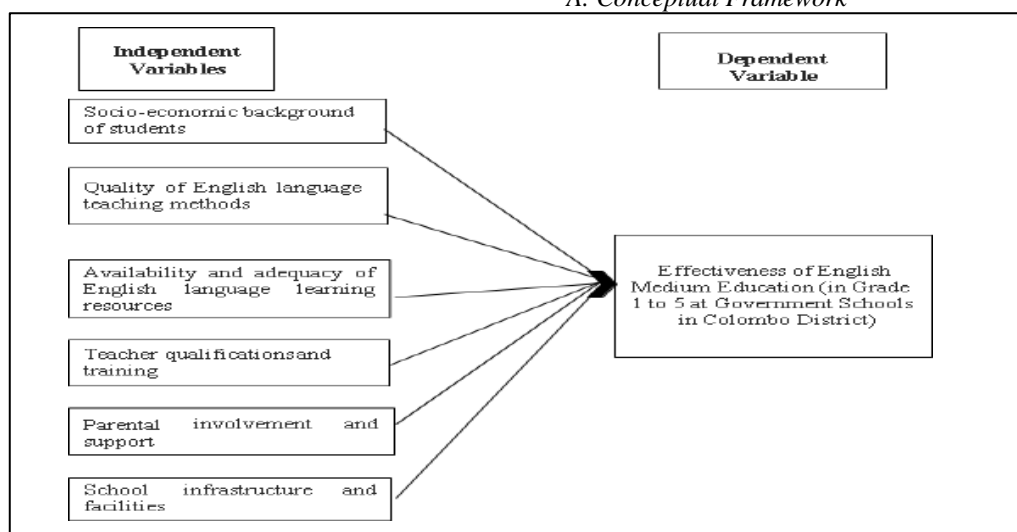 A. Conceptual Framework
Independent
Variables
Dependent
Variable
Socio-economic background
of students
Quality of English language
teaching methods
Availability and adequacy of
English language learning
resources
Teacher qualificationsand
training
Parental involvement and
support
School infrastructure and
facilities
Effectiveness of English
Medium Education (in Grade
1 to 5 at Government Schools
in Colombo District)